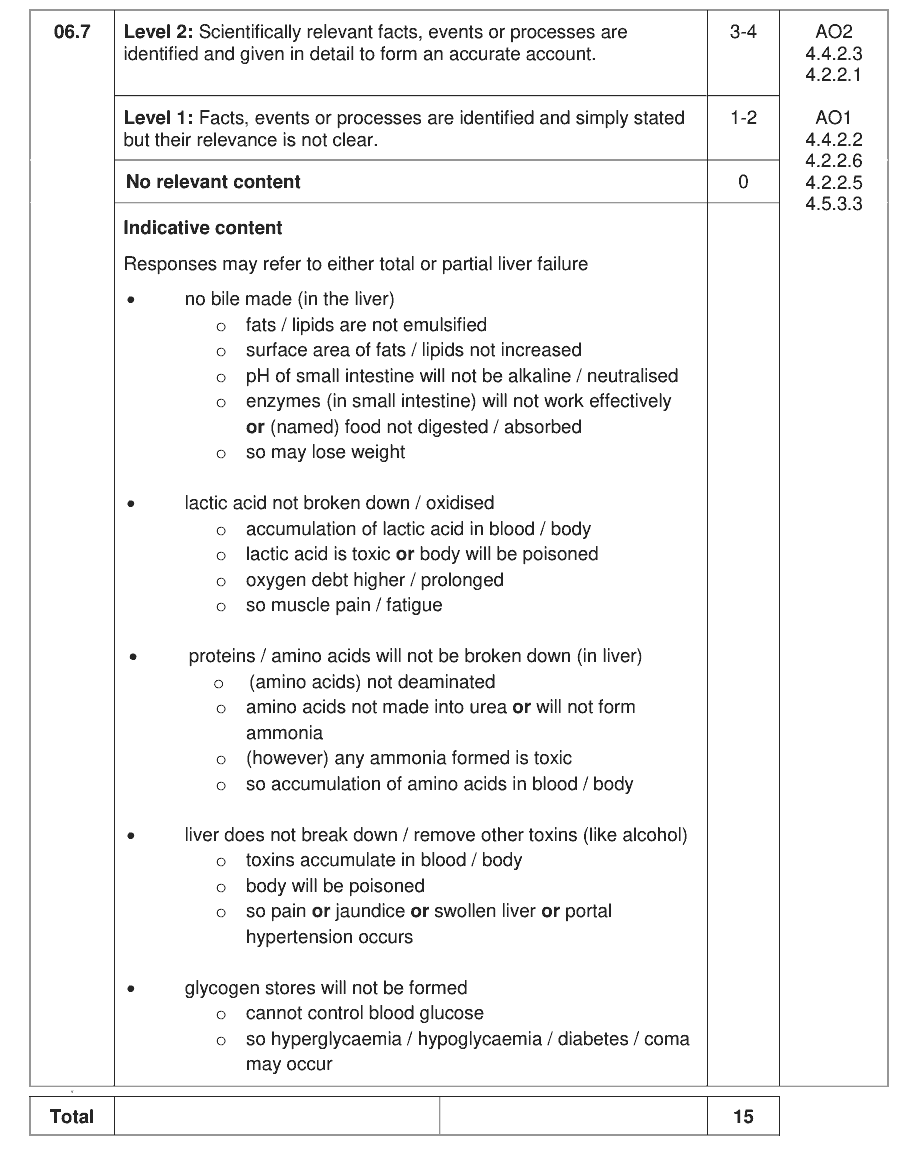 06.7 Level 2: Scientifically relevant facts, events or processes are 3-4 AO2
identified and given in detail to form an accurate account. 4.4.2.3
4.2.2.1
Level 1: Facts, events or processes are identified and simply stated 1-2 AO1
but their relevance is not clear. 4.4.2.2
4.2.2.6
No relevant content 0 4.2.2.5
4.5.3.3
Indicative content
Responses may refer to either total or partial liver failure
• no bile made (in the liver)
o fats / lipids are not emulsified
o surface area of fats / lipids not increased
o pH of small intestine will not be alkaline / neutralised
o enzymes (in small intestine) will not work effectively
or (named) food not digested / absorbed
o so may lose weight
• lactic acid not broken down / oxidised
o accumulation of lactic acid in blood / body
o lactic acid is toxic or body will be poisoned
o oxygen debt higher / prolonged
o so muscle pain / fatigue
• proteins / amino acids will not be broken down (in liver)
o (amino acids) not deaminated
o amino acids not made into urea or will not form
ammonia
o (however) any ammonia formed is toxic
o so accumulation of amino acids in blood / body
• liver does not break down / remove other toxins (like alcohol)
o toxins accumulate in blood / body
o body will be poisoned
o so pain or jaundice or swollen liver or portal
hypertension occurs
• glycogen stores will not be formed
o cannot control blood glucose
o so hyperglycaemia / hypoglycaemia / diabetes / coma
may occur
Total 15